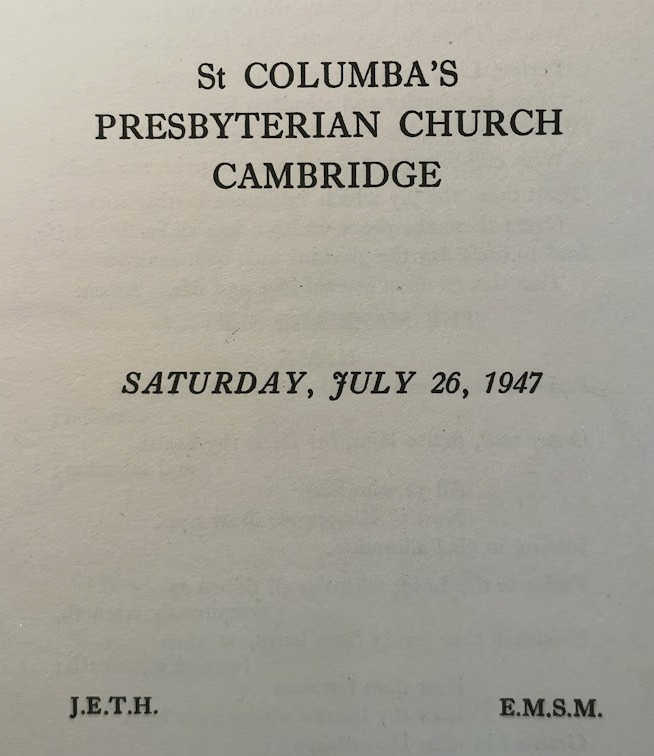 St COLUMBA'S
PRESBYTERIAN CHURCH
CAMBRIDGE
SATURDAY, JULY 26, 1947
J.E.T.H. E.M.S.M.